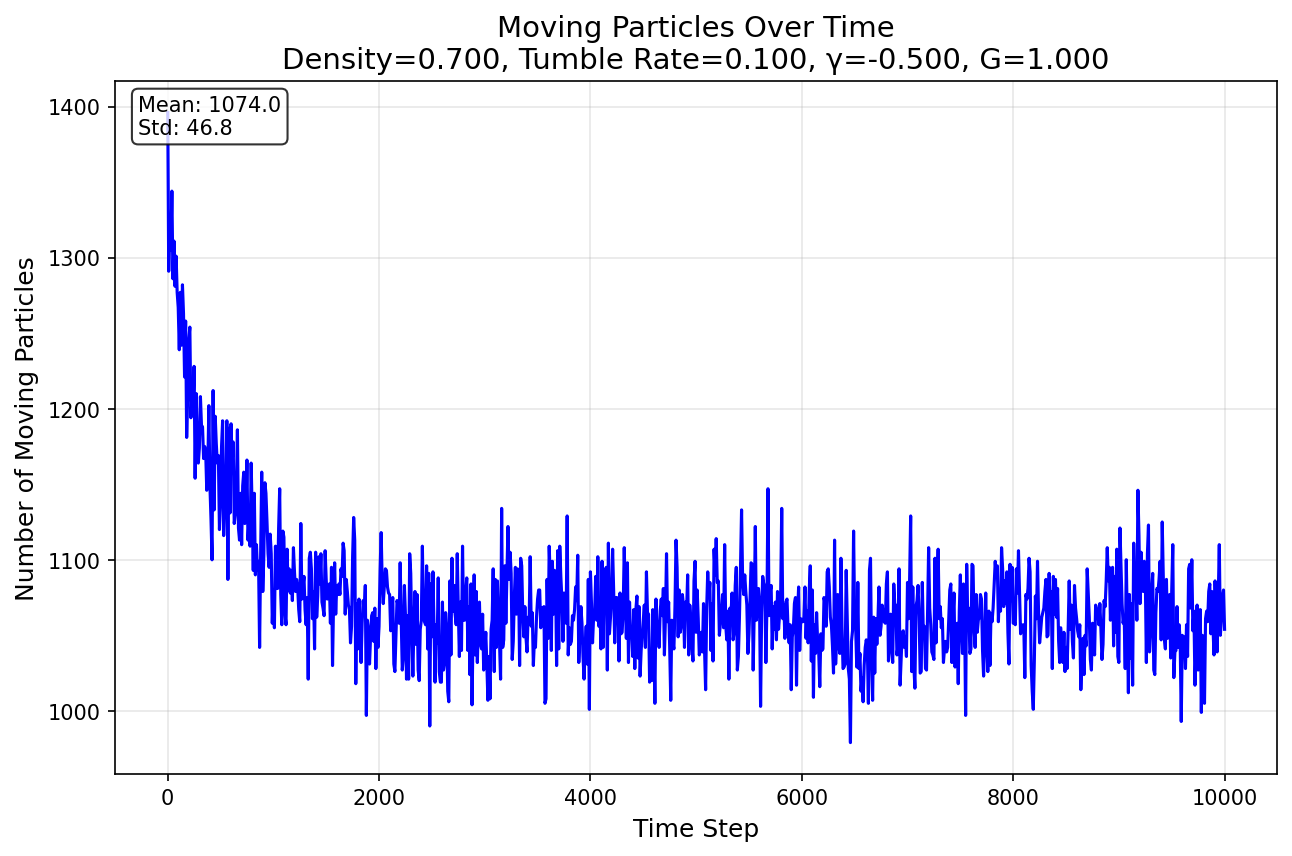 Moving Particles Over Time
Density=0.700, Tumble Rate=0.100, γ=-0.500, G=1.000
Mean: 1074.0
Std: 46.8
1400
1300
1200
1100
1000
Number of Moving Particles
0 2000 4000 6000 8000 10000
Time Step